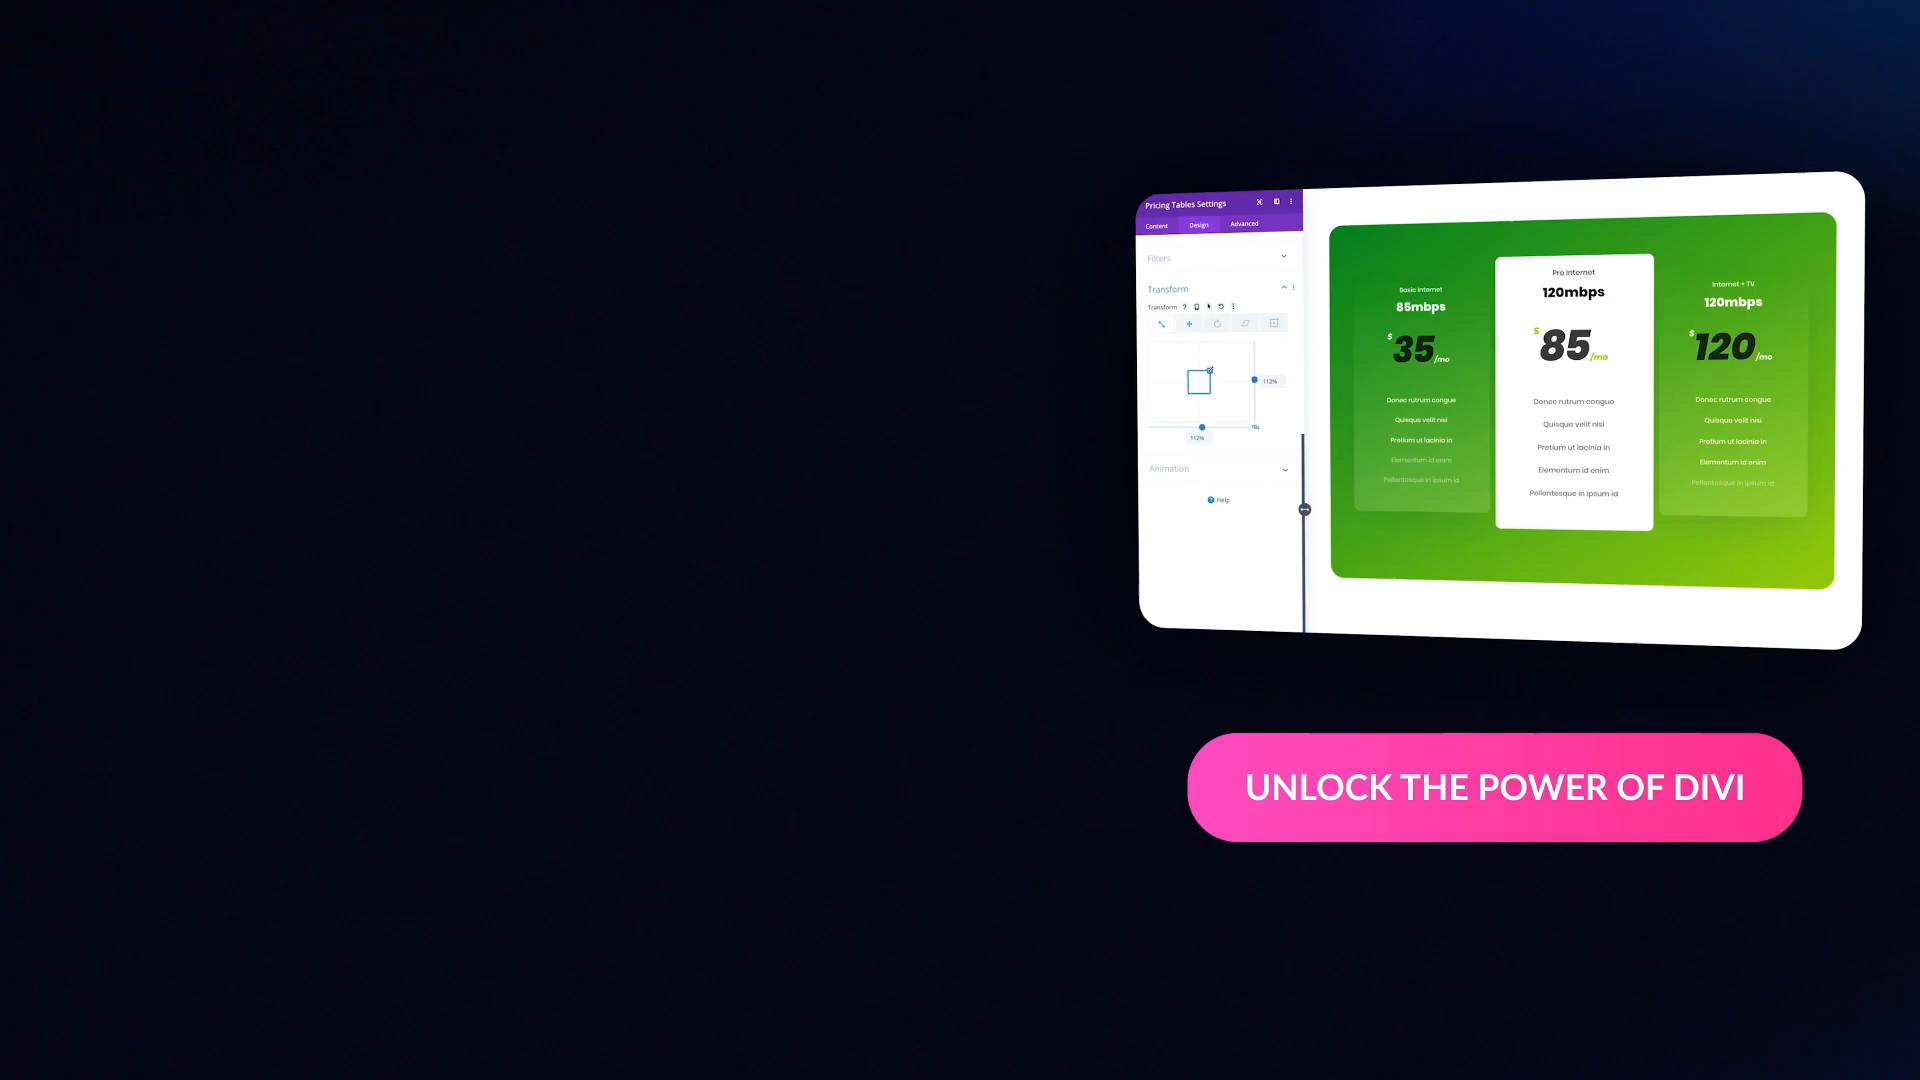 Pricing Tables Settings
Content Design Advanced
Filters
Transform
Transform ?
112%
112%
Animation
? Help
Basic Internet
85mbps
$35/mo
Donec rutrum congue
Quisque velit nisi
Pretium ut lacinia in
Elementum id enim
Pellentesque in ipsum id
Pro Internet
120mbps
$85/mo
Donec rutrum congue
Quisque velit nisi
Pretium ut lacinia in
Elementum id enim
Pellentesque in ipsum id
Internet + TV
120mbps
$120/mo
Donec rutrum congue
Quisque velit nisi
Pretium ut lacinia in
Elementum id enim
Pellentesque in ipsum id
UNLOCK THE POWER OF DIVI